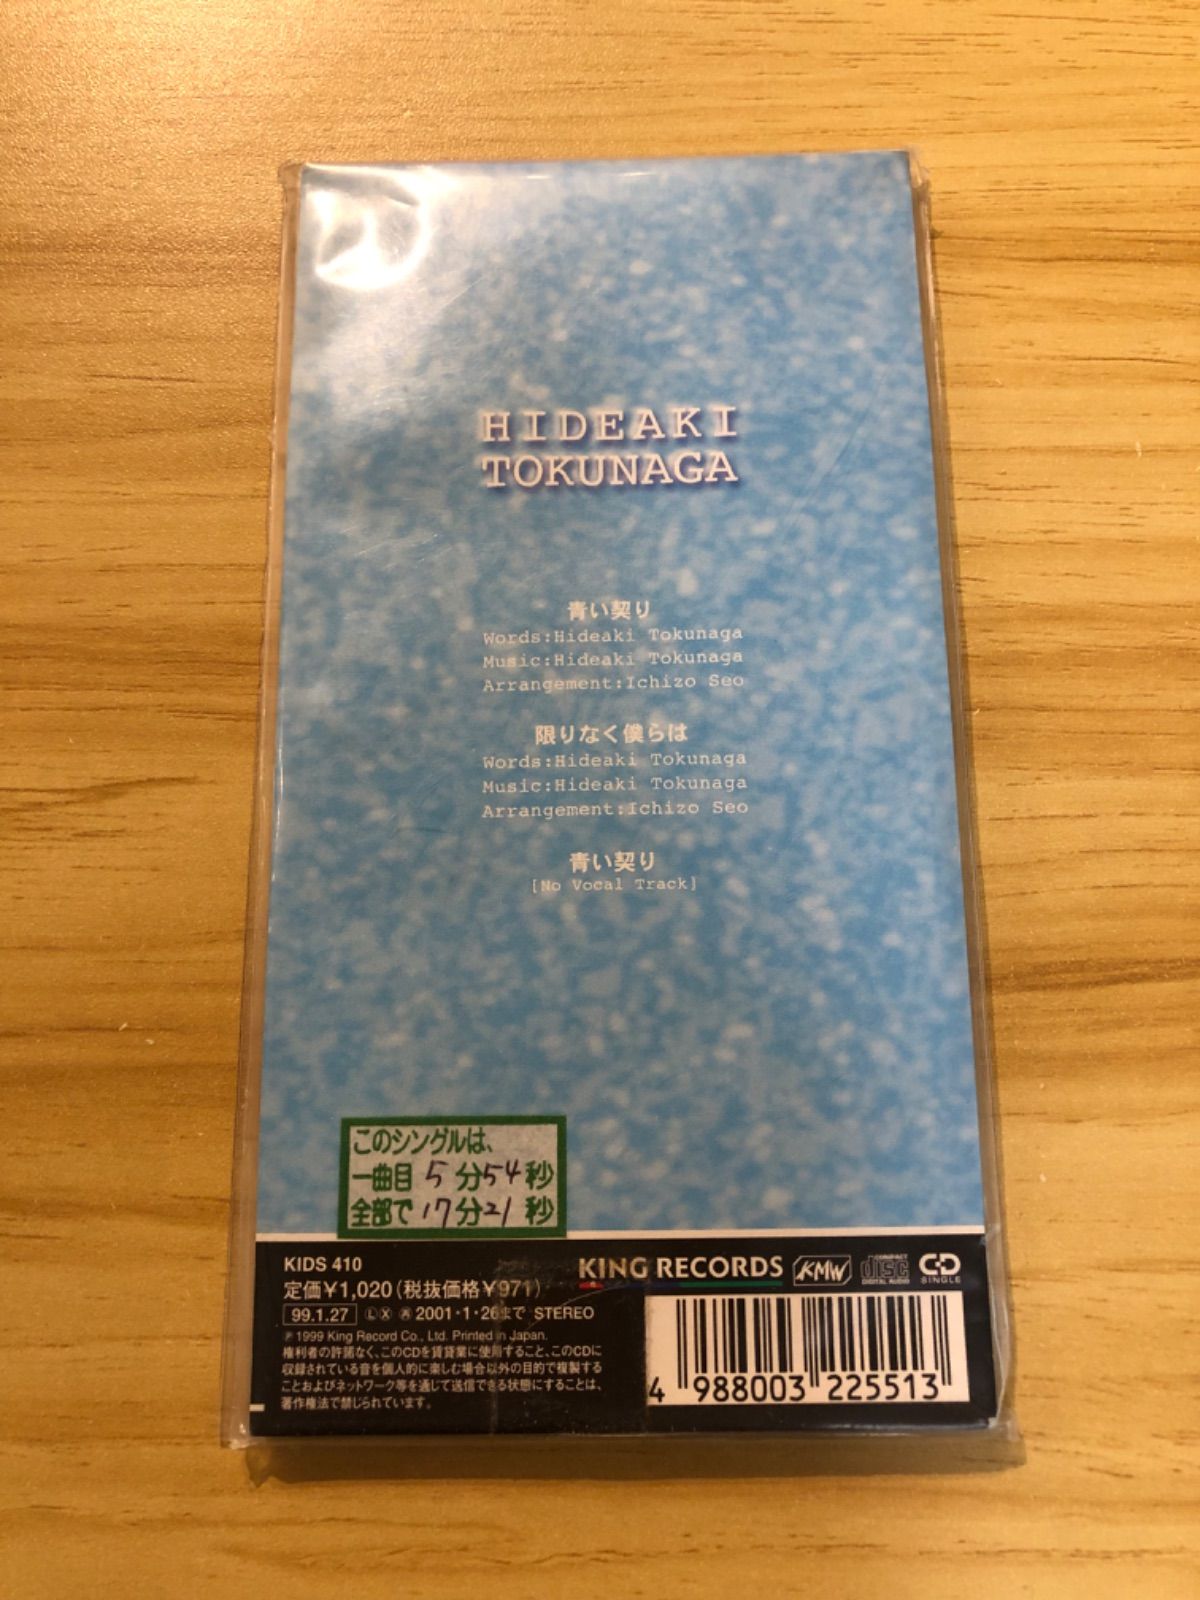 HIDEAKI
TOKUNAGA
青い契り
Words:Hideaki Tokunaga
Music:Hideaki Tokunaga
Arrangement:Ichizo Seo
限りなく僕らは
Words:Hideaki Tokunaga
Music:Hideaki Tokunaga
Arrangement:Ichizo Seo
青い契り
[No Vocal Track]
このシングルは、
一曲目 5 分 54 秒
全部で 17 分 21 秒
KIDS 410
定価¥1,020(税抜価格¥971)
99.1.27 Ⓛ Ⓧ 2001・1・26まで STEREO
℗ 1999 King Record Co., Ltd. Printed in Japan.
権利者の許諾なく、このCDを賃貸業に使用すること、このCDに
収録されている音を個人的に楽しむ場合以外の目的で複製する
ことおよびネットワーク等を通じて送信できる状態にすることは、
著作権法で禁じられています。
KING RECORDS
KMW
COMPACT
disc
DIGITAL AUDIO
CD
SINGLE
4 988003 225513